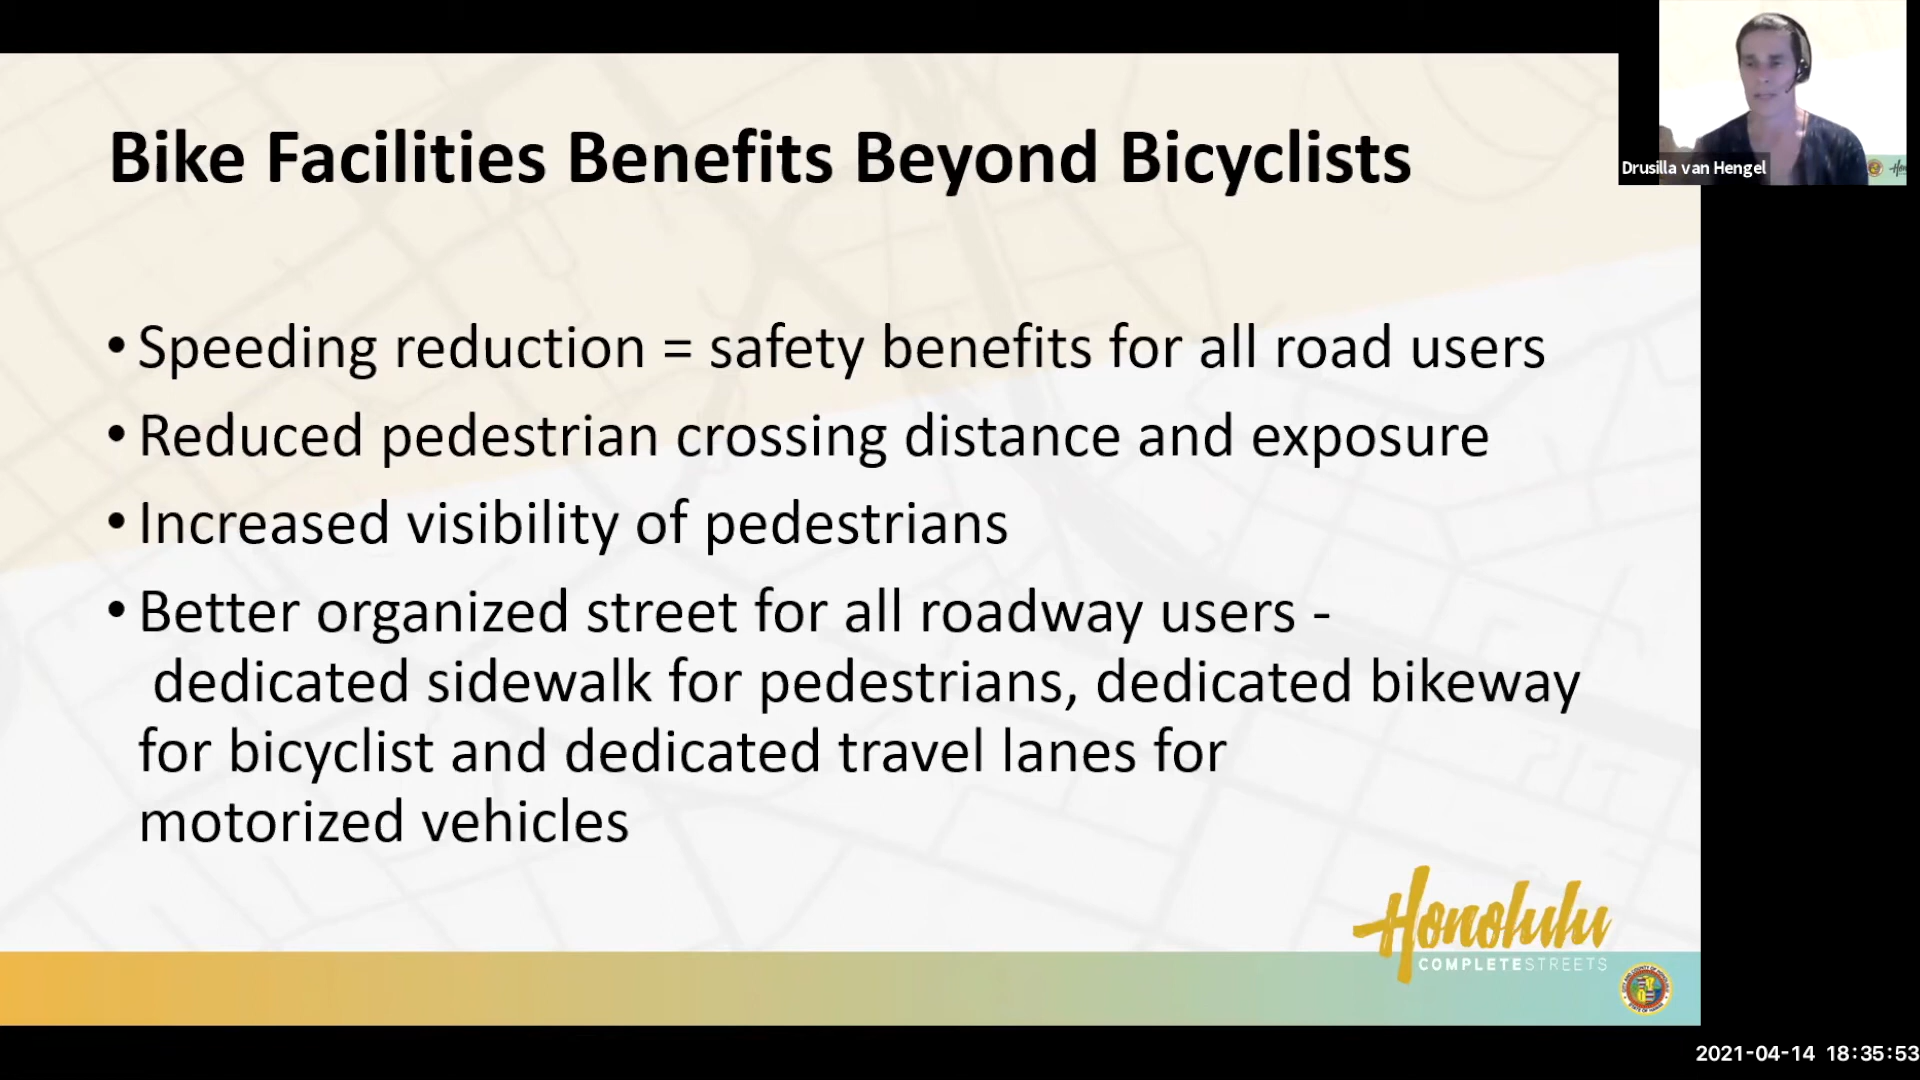 Bike Facilities Benefits Beyond Bicyclists
Drusilla van Hengel
• Speeding reduction = safety benefits for all road users
• Reduced pedestrian crossing distance and exposure
• Increased visibility of pedestrians
• Better organized street for all roadway users -
dedicated sidewalk for pedestrians, dedicated bikeway
for bicyclist and dedicated travel lanes for
motorized vehicles
Honolulu
COMPLETESTREETS
2021-04-14 18:35:53